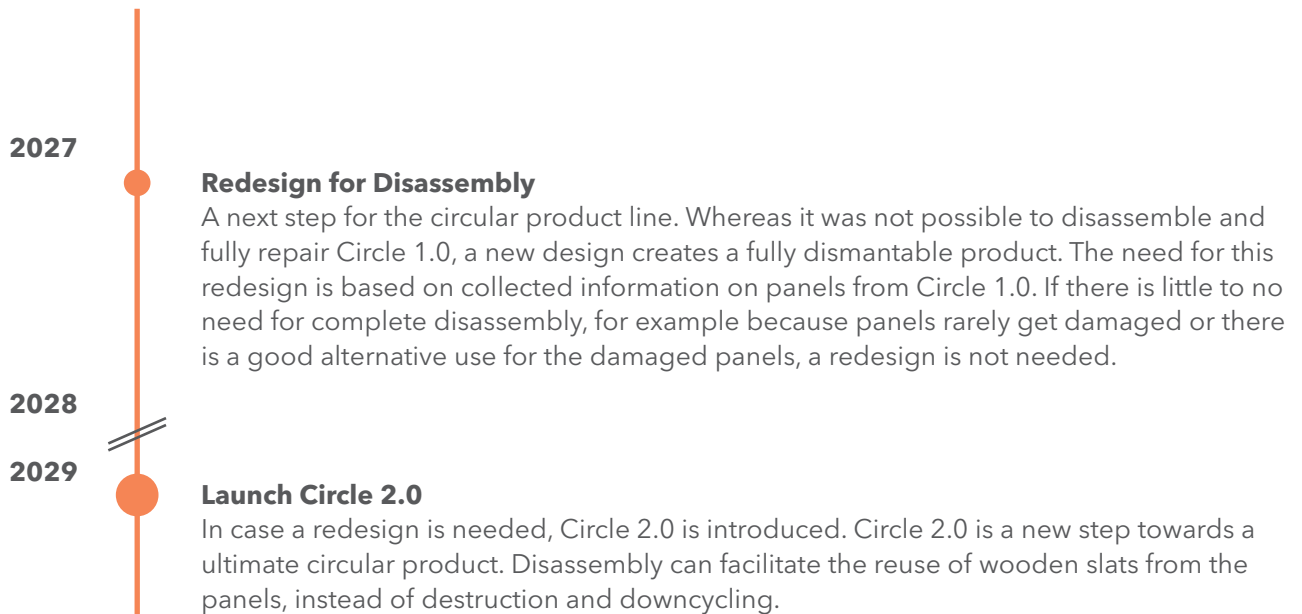 2027
Redesign for Disassembly
A next step for the circular product line. Whereas it was not possible to disassemble and
fully repair Circle 1.0, a new design creates a fully dismantable product. The need for this
redesign is based on collected information on panels from Circle 1.0. If there is little to no
need for complete disassembly, for example because panels rarely get damaged or there
is a good alternative use for the damaged panels, a redesign is not needed.
2028
2029
Launch Circle 2.0
In case a redesign is needed, Circle 2.0 is introduced. Circle 2.0 is a new step towards a
ultimate circular product. Disassembly can facilitate the reuse of wooden slats from the
panels, instead of destruction and downcycling.